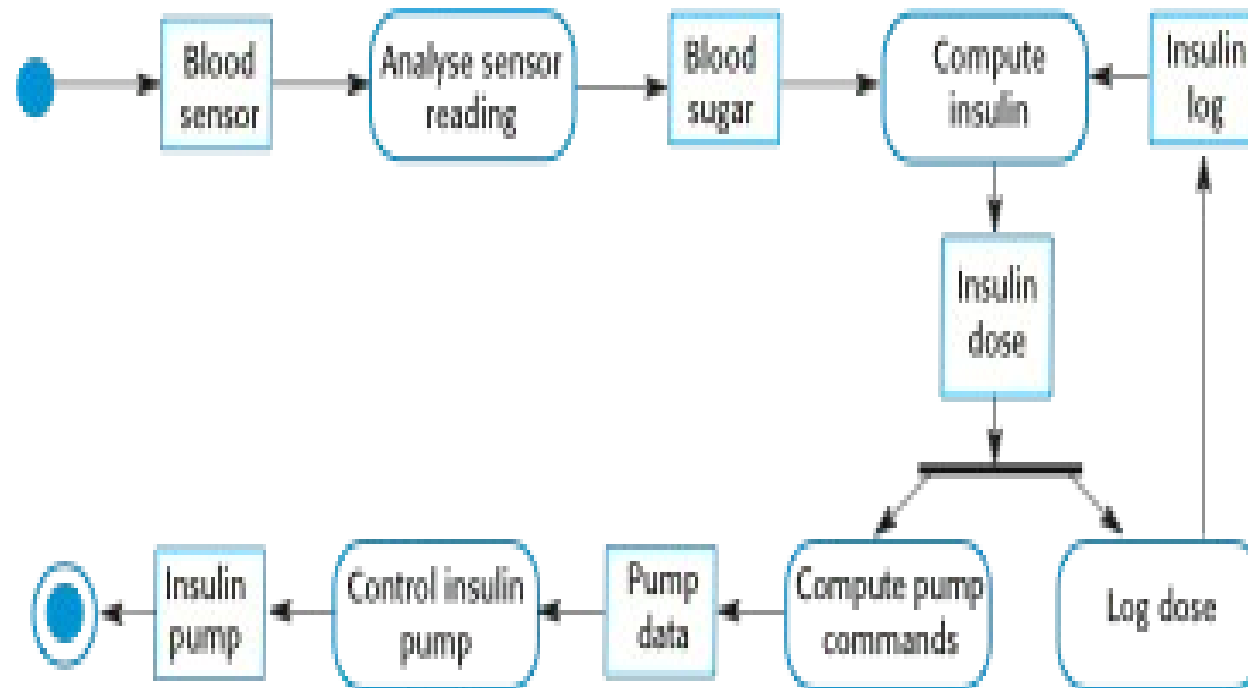 Blood
sensor
Analyse sensor
reading
Blood
sugar
Compute
insulin
Insulin
log
Insulin
dose
Insulin
pump
Control insulin
pump
Pump
data
Compute pump
commands
Log dose